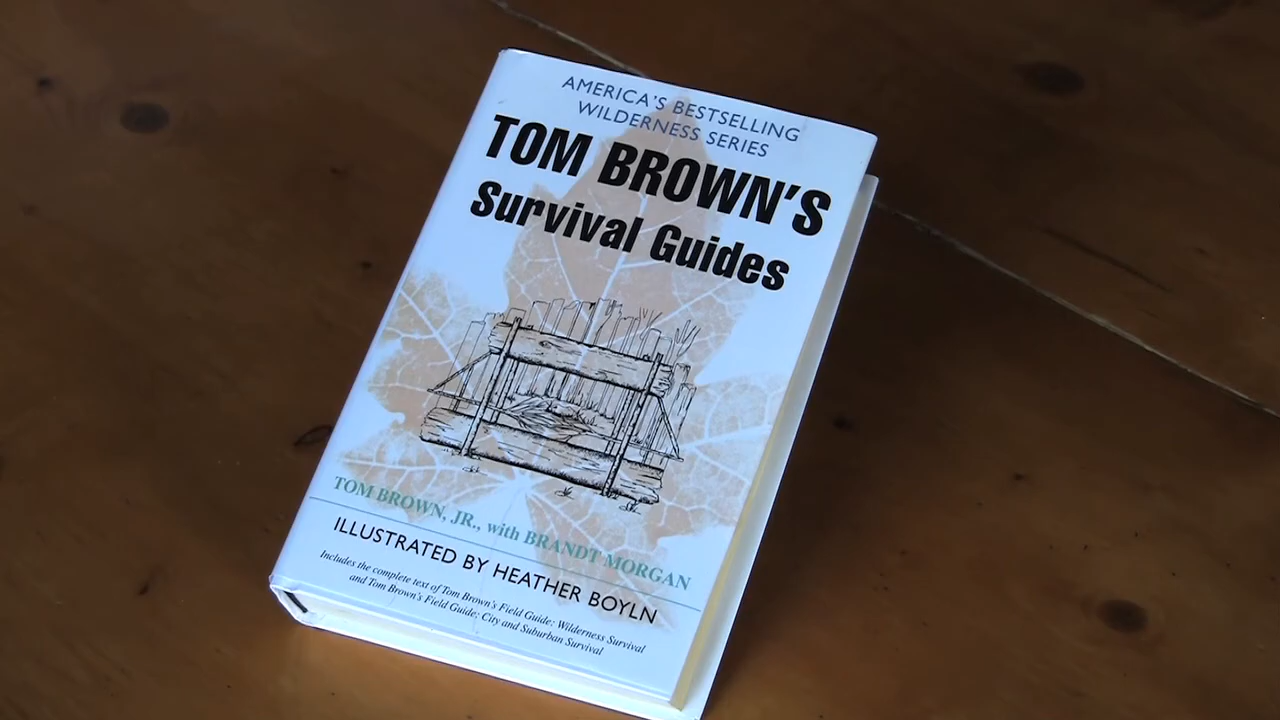 AMERICA'S BESTSELLING
WILDERNESS SERIES
TOM BROWN'S
Survival Guides
TOM BROWN, JR., with BRANDT MORGAN
ILLUSTRATED BY HEATHER BOYLN
Includes the complete text of Tom Brown's Field Guide: Wilderness Survival
and Tom Brown's Field Guide: City and Suburban Survival